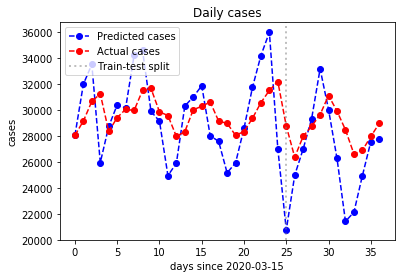 Daily cases
Predicted cases
Actual cases
Train-test split
cases
36000
34000
32000
30000
28000
26000
24000
22000
20000
0 5 10 15 20 25 30 35
days since 2020-03-15